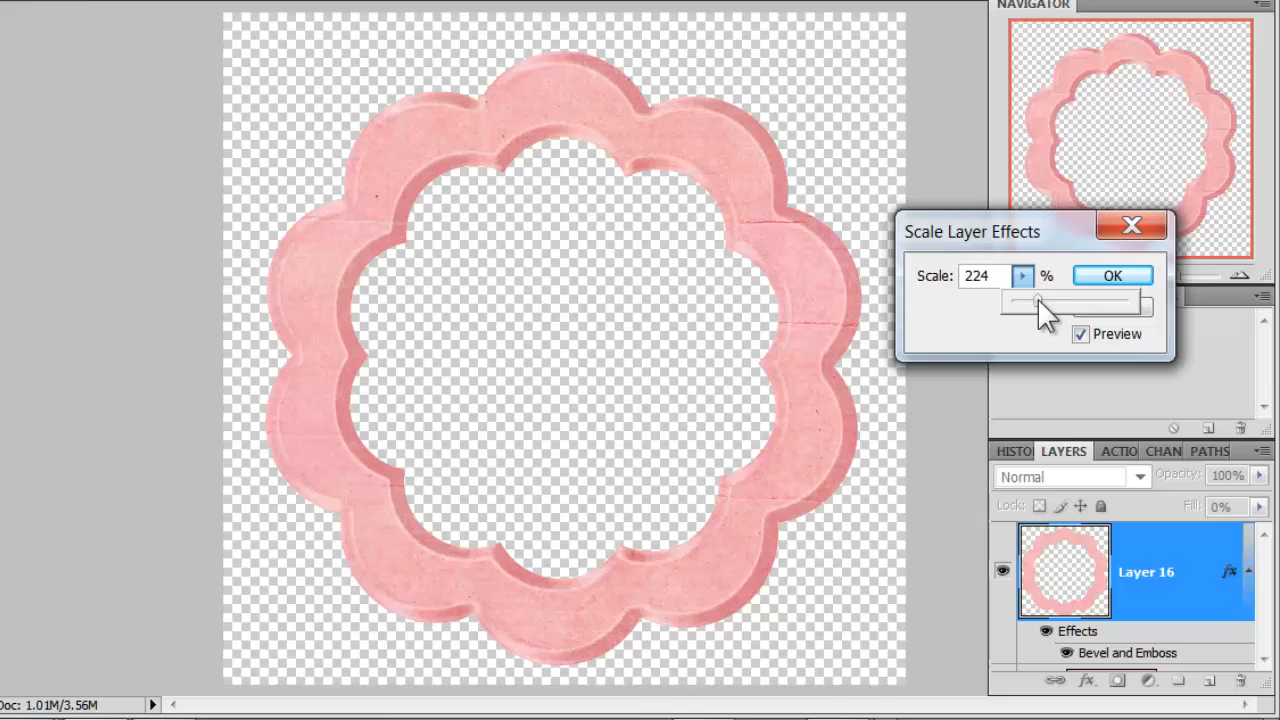 NAVIGATOR
Scale Layer Effects
Scale: 224 % OK
Preview
HISTO LAYERS ACTIO CHAN PATHS
Normal Opacity: 100%
Lock: Fill: 0%
Layer 16 fx
Effects
Bevel and Emboss
fx.
Doc: 1.01M/3.56M